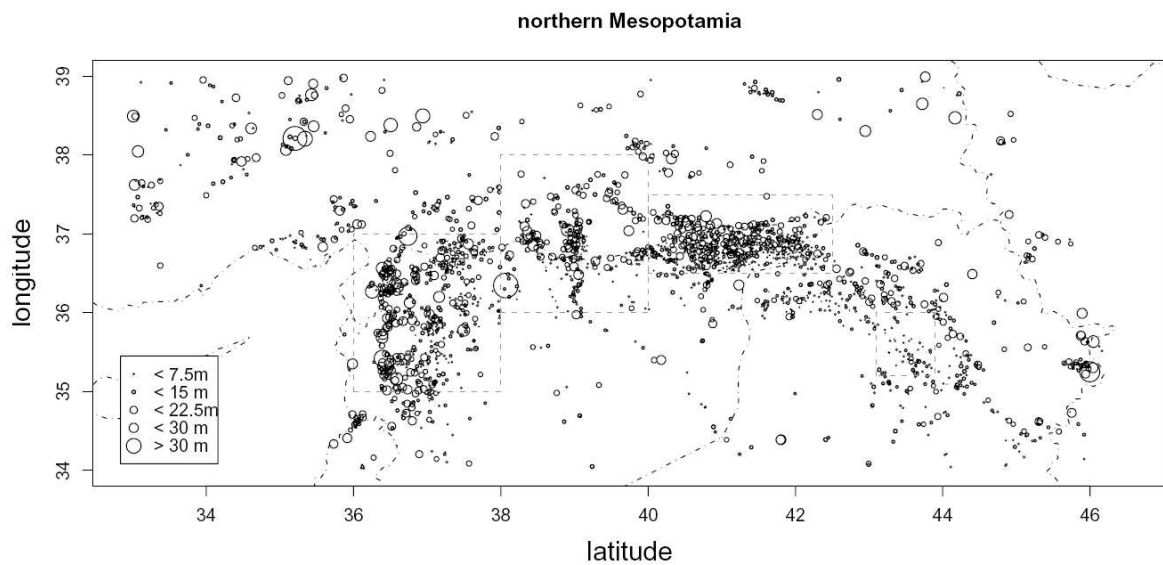 northern Mesopotamia
longitude
39
38
37
36
35
34
< 7.5m
< 15 m
< 22.5m
< 30 m
> 30 m
34 36 38 40 42 44 46
latitude